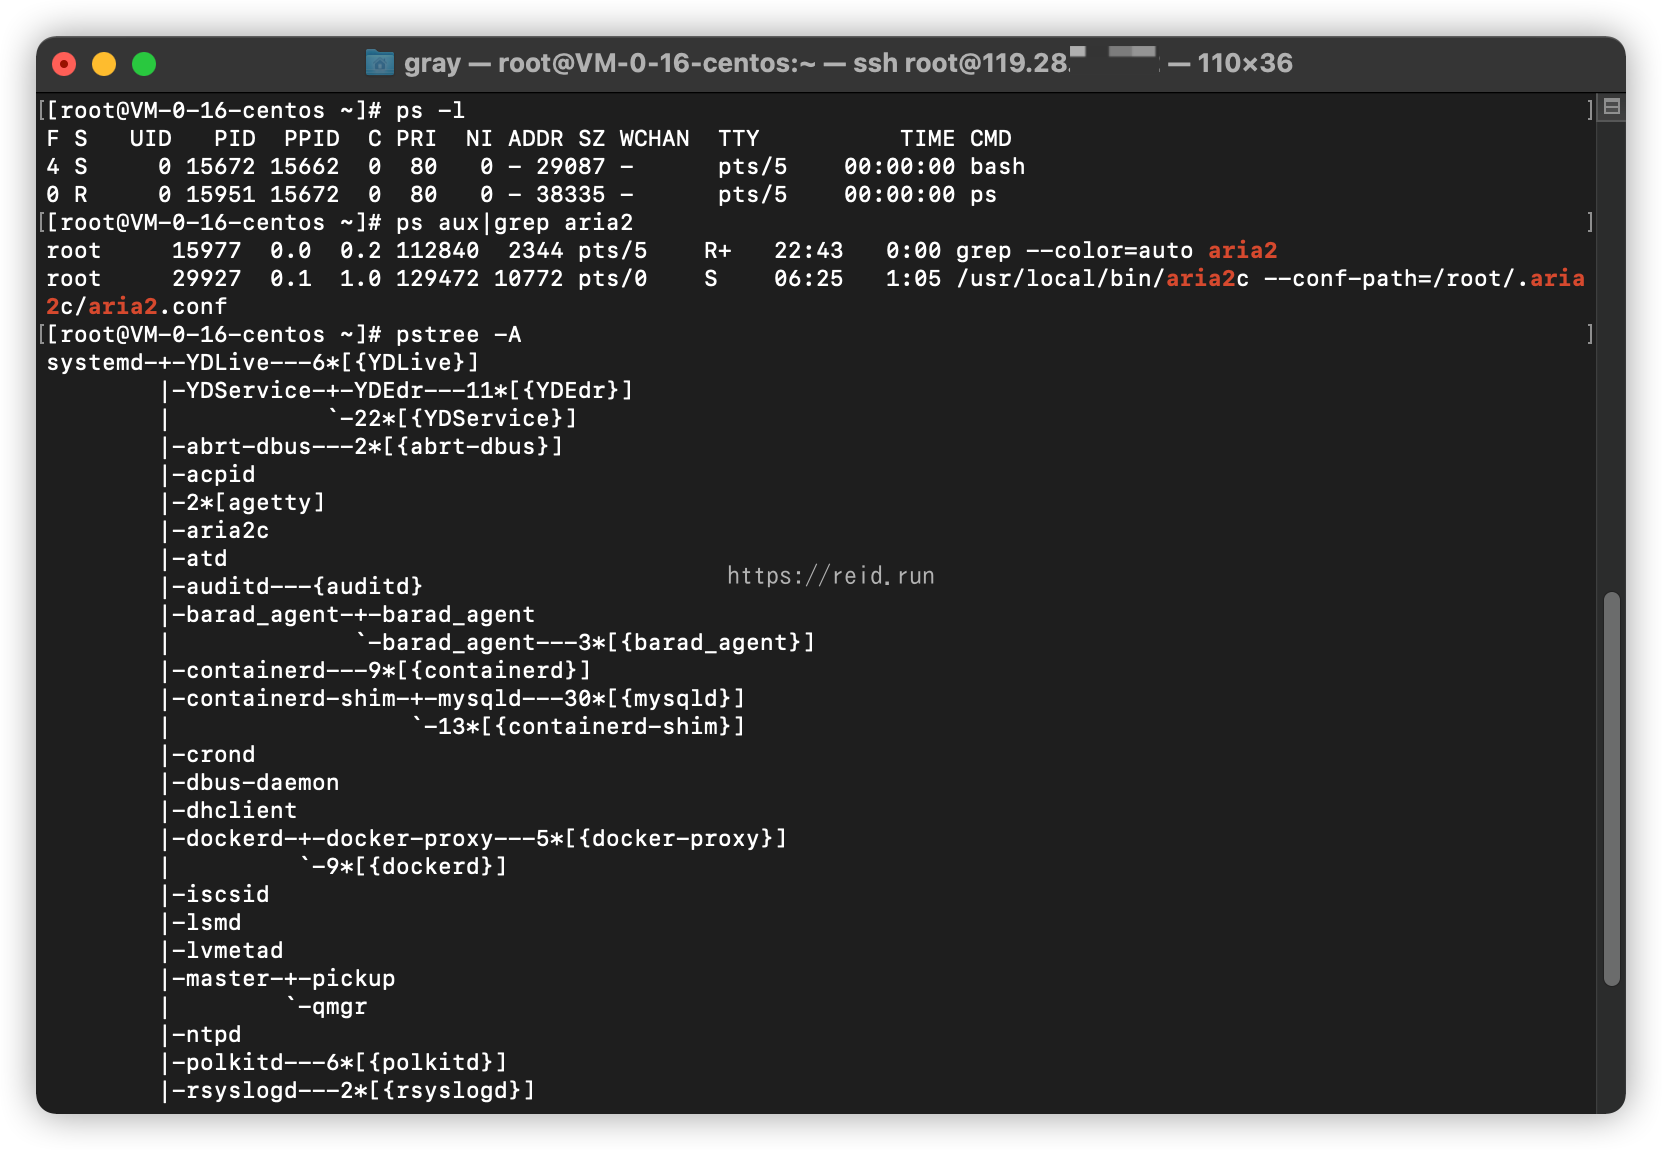 gray — root@VM-0-16-centos:~ — ssh root@119.28. — 110×36
[[root@VM-0-16-centos ~]# ps -l ]
F S   UID   PID  PPID  C PRI  NI ADDR SZ WCHAN  TTY          TIME CMD
4 S     0 15672 15662  0  80   0 - 29087 -      pts/5    00:00:00 bash
0 R     0 15951 15672  0  80   0 - 38335 -      pts/5    00:00:00 ps
[[root@VM-0-16-centos ~]# ps aux|grep aria2 ]
root     15977  0.0  0.2 112840  2344 pts/5    R+   22:43   0:00 grep --color=auto aria2
root     29927  0.1  1.0 129472 10772 pts/0    S    06:25   1:05 /usr/local/bin/aria2c --conf-path=/root/.aria
2c/aria2.conf
[[root@VM-0-16-centos ~]# pstree -A ]
systemd-+-YDLive---6*[{YDLive}]
        |-YDService-+-YDEdr---11*[{YDEdr}]
        |           `-22*[{YDService}]
        |-abrt-dbus---2*[{abrt-dbus}]
        |-acpid
        |-2*[agetty]
        |-aria2c
        |-atd
https://reid.run
        |-auditd---{auditd}
        |-barad_agent-+-barad_agent
        |             `-barad_agent---3*[{barad_agent}]
        |-containerd---9*[{containerd}]
        |-containerd-shim-+-mysqld---30*[{mysqld}]
        |                 `-13*[{containerd-shim}]
        |-crond
        |-dbus-daemon
        |-dhclient
        |-dockerd-+-docker-proxy---5*[{docker-proxy}]
        |         `-9*[{dockerd}]
        |-iscsid
        |-lsmd
        |-lvmetad
        |-master-+-pickup
        |        `-qmgr
        |-ntpd
        |-polkitd---6*[{polkitd}]
        |-rsyslogd---2*[{rsyslogd}]